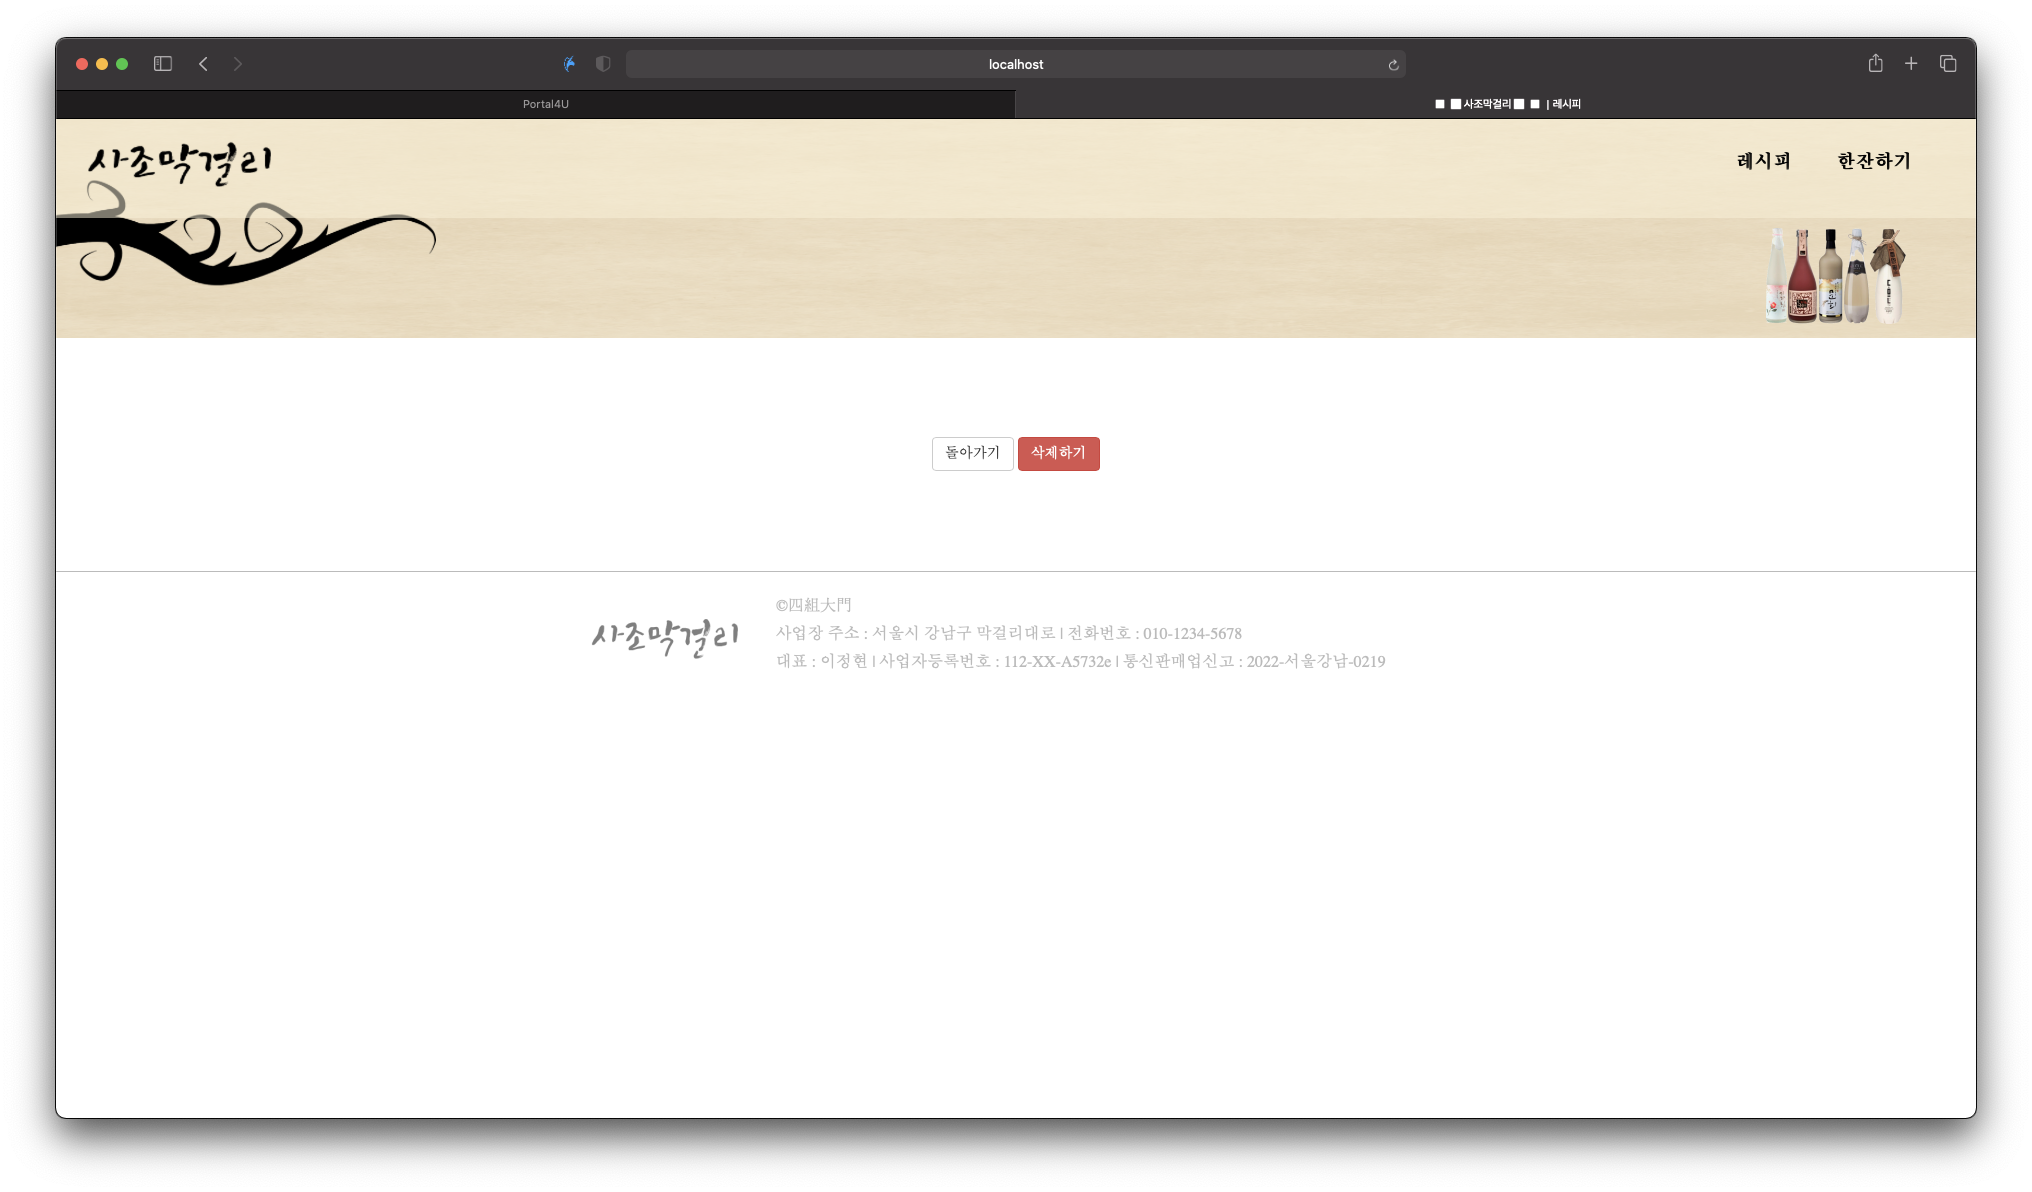 localhost
Portal4U
사조막걸리 | 레시피
사조막걸리
레시피 한잔하기
돌아가기 삭제하기
사조막걸리
©四組大門
사업장 주소 : 서울시 강남구 막걸리대로 | 전화번호 : 010-1234-5678
대표 : 이정현 | 사업자등록번호 : 112-XX-A5732e | 통신판매업신고 : 2022-서울강남-0219